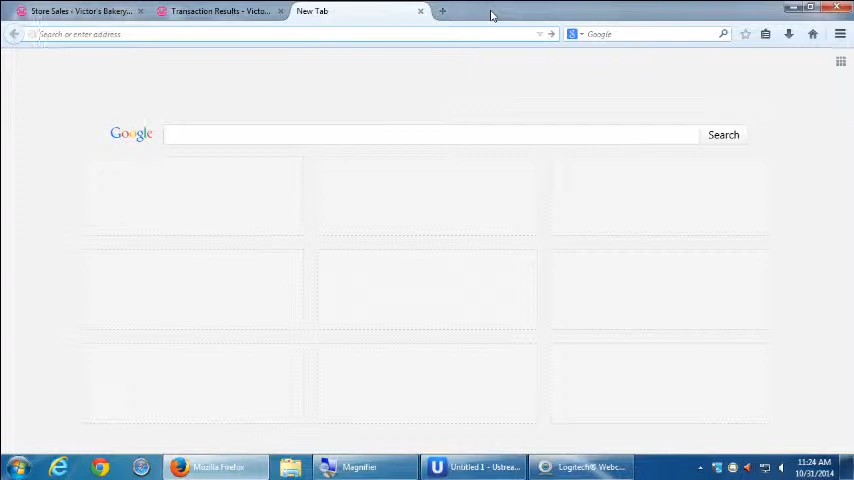 Store Sales - Victor's Bakery...
Transaction Results - Victo...
New Tab
Search or enter address
Google
Google
Search
Mozilla Firefox
Magnifier
Untitled 1 - Ustrea...
Logitech® Webc...
11:24 AM
10/31/2014